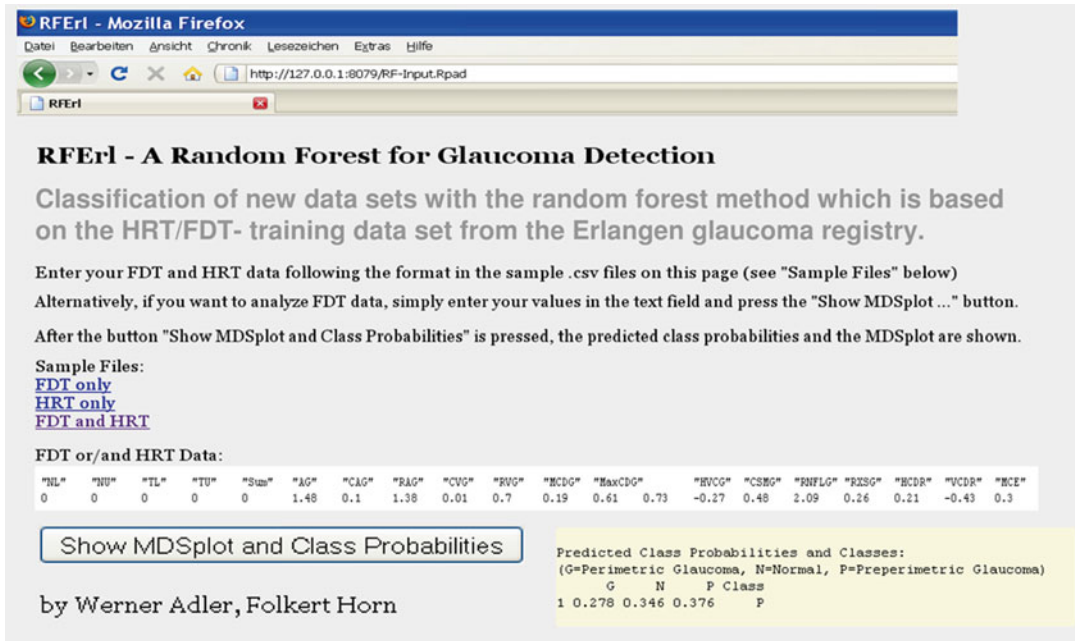 RFErl - Mozilla Firefox
Datei Bearbeiten Ansicht Chronik Lesezeichen Extras Hilfe
http://127.0.0.1:8079/RF-Input.Rpad
RFErl
RFErl - A Random Forest for Glaucoma Detection
Classification of new data sets with the random forest method which is based
on the HRT/FDT- training data set from the Erlangen glaucoma registry.
Enter your FDT and HRT data following the format in the sample .csv files on this page (see "Sample Files" below)
Alternatively, if you want to analyze FDT data, simply enter your values in the text field and press the "Show MDSplot ..." button.
After the button "Show MDSplot and Class Probabilities" is pressed, the predicted class probabilities and the MDSplot are shown.
Sample Files:
FDT only
HRT only
FDT and HRT
FDT or/and HRT Data:
"NL" "NU" "TL" "TU" "Sum" "AG" "CAG" "RAG" "CVG" "RVG" "MCDG" "MaxCDG" "HVCG" "CSMG" "RNFLG" "RXSG" "HCDR" "VCDR" "MCE"
0 0 0 0 0 1.48 0.1 1.38 0.01 0.7 0.19 0.61 0.73 -0.27 0.48 2.09 0.26 0.21 -0.43 0.3
Show MDSplot and Class Probabilities
by Werner Adler, Folkert Horn
Predicted Class Probabilities and Classes:
(G=Perimetric Glaucoma, N=Normal, P=Preperimetric Glaucoma)
G N P Class
1 0.278 0.346 0.376 P